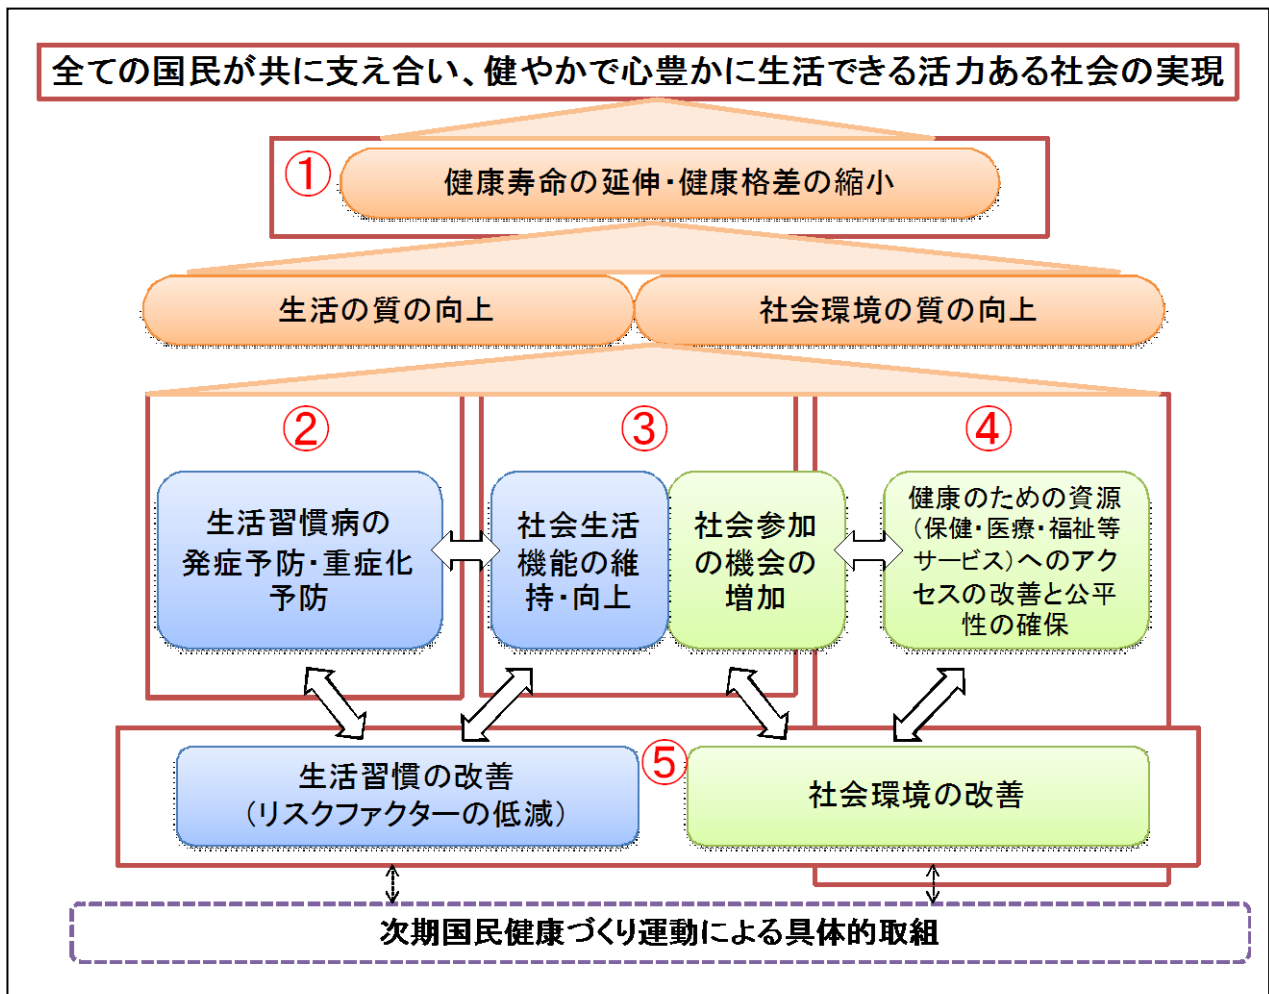 全ての国民が共に支え合い、健やかで心豊かに生活できる活力ある社会の実現
①
健康寿命の延伸・健康格差の縮小
生活の質の向上
社会環境の質の向上
②
③
④
生活習慣病の
発症予防・重症化
予防
社会生活
機能の維
持・向上
社会参加
の機会の
増加
健康のための資源
（保健・医療・福祉等
サービス）へのアク
セスの改善と公平
性の確保
生活習慣の改善
（リスクファクターの低減）
⑤
社会環境の改善
次期国民健康づくり運動による具体的取組